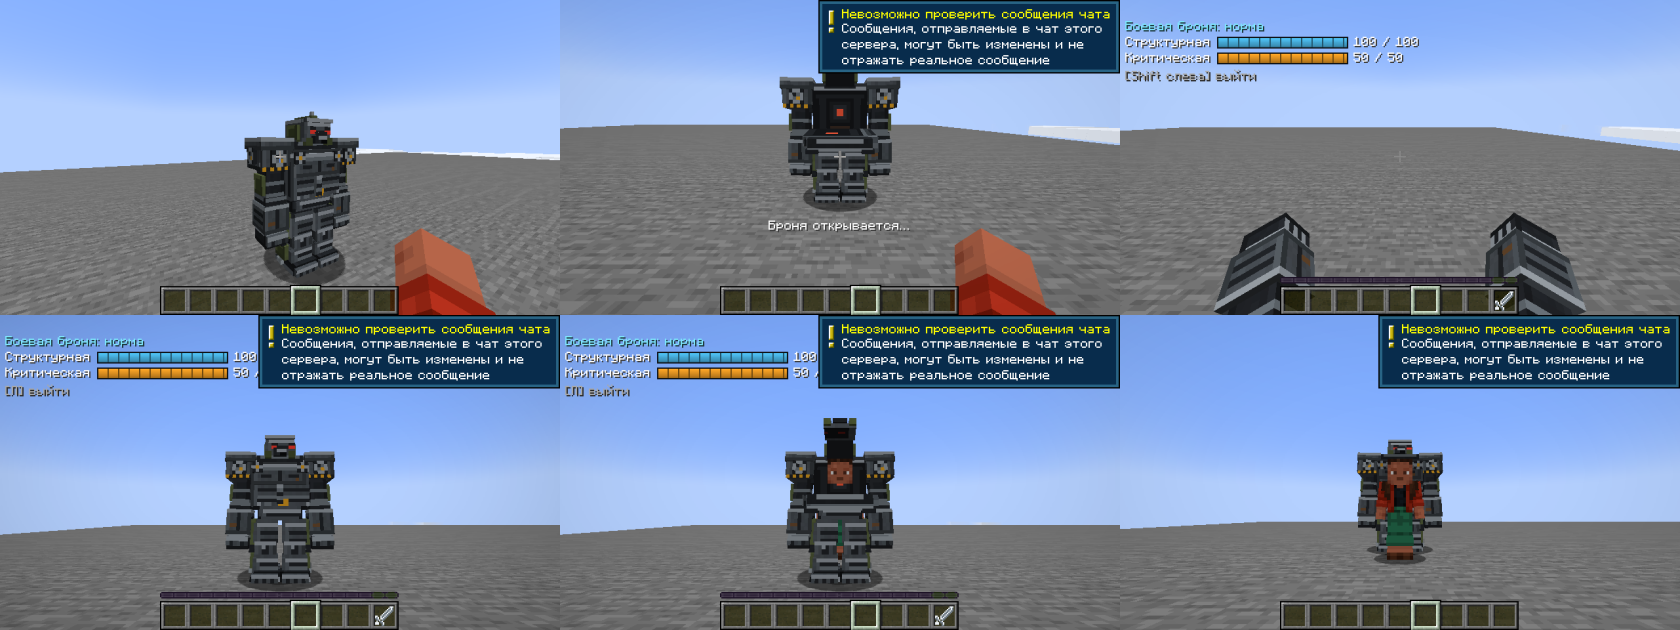 Невозможно проверить сообщения чата
Сообщения, отправляемые в чат этого
сервера, могут быть изменены и не
отражать реальное сообщение
Броня открывается...
Боевая броня: норма
Структурная 100 / 100
Критическая 50 / 50
[Shift слева] выйти
Боевая броня: норма
Структурная 100
Критическая 50 /
[Л] выйти
Невозможно проверить сообщения чата
Сообщения, отправляемые в чат этого
сервера, могут быть изменены и не
отражать реальное сообщение
Боевая броня: норма
Структурная 100
Критическая 50 /
[Л] выйти
Невозможно проверить сообщения чата
Сообщения, отправляемые в чат этого
сервера, могут быть изменены и не
отражать реальное сообщение
Невозможно проверить сообщения чата
Сообщения, отправляемые в чат этого
сервера, могут быть изменены и не
отражать реальное сообщение